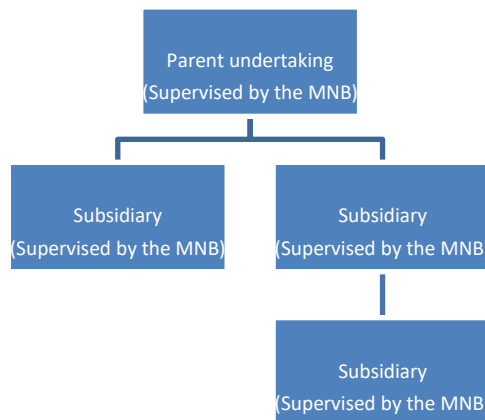 Parent undertaking
(Supervised by the MNB)
Subsidiary
(Supervised by the MNB)
Subsidiary
(Supervised by the MNB
Subsidiary
(Supervised by the MNB)